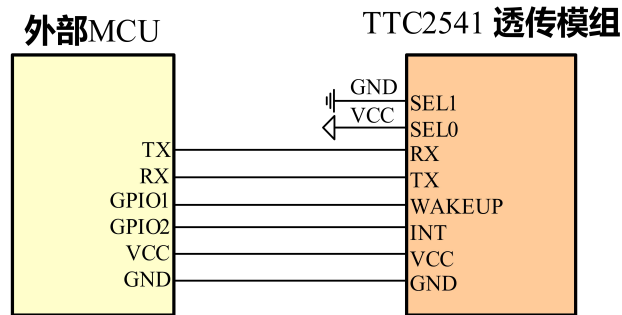 外部MCU
TTC2541 透传模组
GND
SEL1
VCC
SEL0
TX
RX
RX
TX
GPIO1
WAKEUP
GPIO2
INT
VCC
VCC
GND
GND